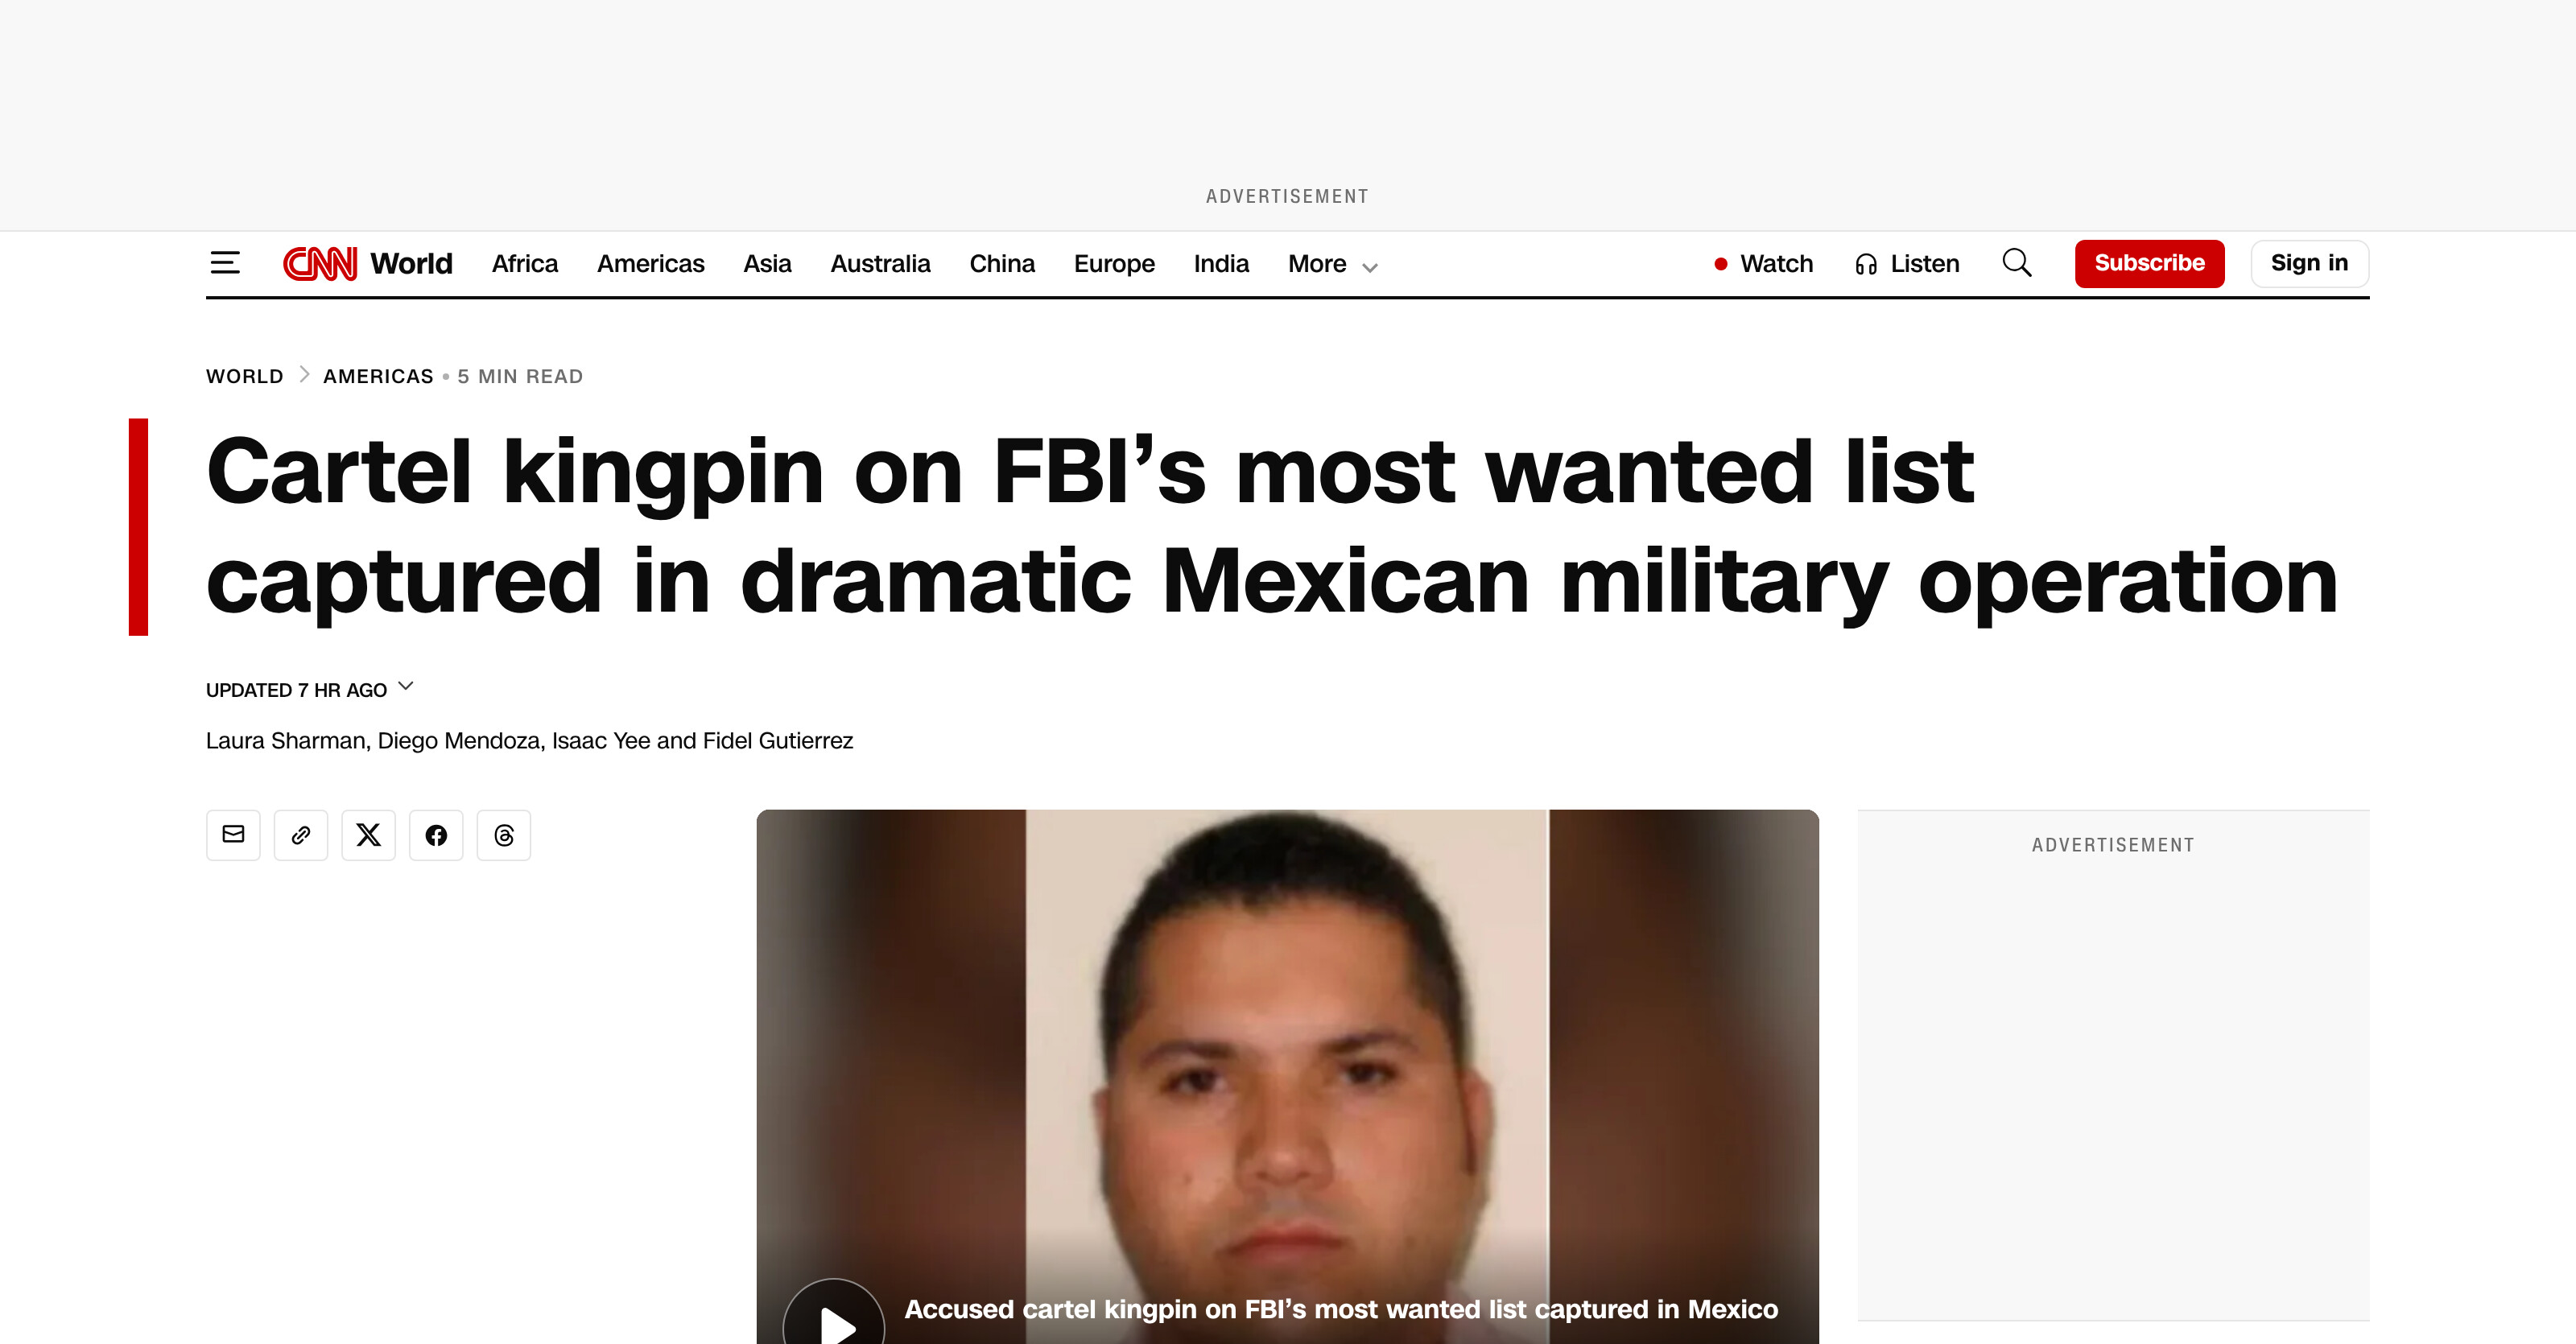 ADVERTISEMENT
CNN World Africa Americas Asia Australia China Europe India More Watch Listen Subscribe Sign in
WORLD AMERICAS • 5 MIN READ
Cartel kingpin on FBI’s most wanted list
captured in dramatic Mexican military operation
UPDATED 7 HR AGO
Laura Sharman, Diego Mendoza, Isaac Yee and Fidel Gutierrez
ADVERTISEMENT
Accused cartel kingpin on FBI’s most wanted list captured in Mexico